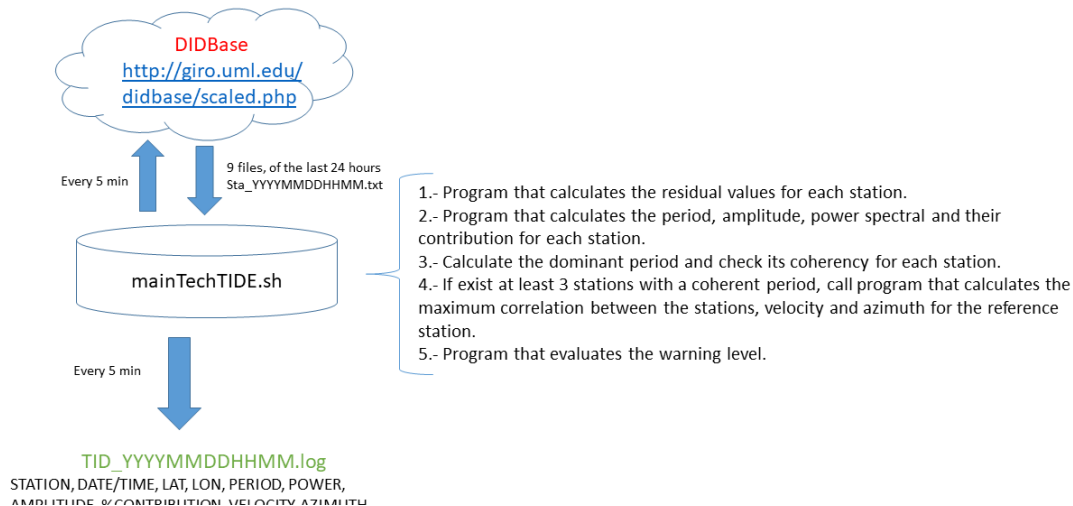 DIDBase
http://giro.uml.edu/
didbase/scaled.php
Every 5 min
9 files, of the last 24 hours
Sta_YYYYMMDDHHMM.txt
mainTechTIDE.sh
1.- Program that calculates the residual values for each station.
2.- Program that calculates the period, amplitude, power spectral and their
contribution for each station.
3.- Calculate the dominant period and check its coherency for each station.
4.- If exist at least 3 stations with a coherent period, call program that calculates the
maximum correlation between the stations, velocity and azimuth for the reference
station.
5.- Program that evaluates the warning level.
Every 5 min
TID_YYYYMMDDHHMM.log
STATION, DATE/TIME, LAT, LON, PERIOD, POWER,
AMPLITUDE, %CONTRIBUTION, VELOCITY, AZIMUTH